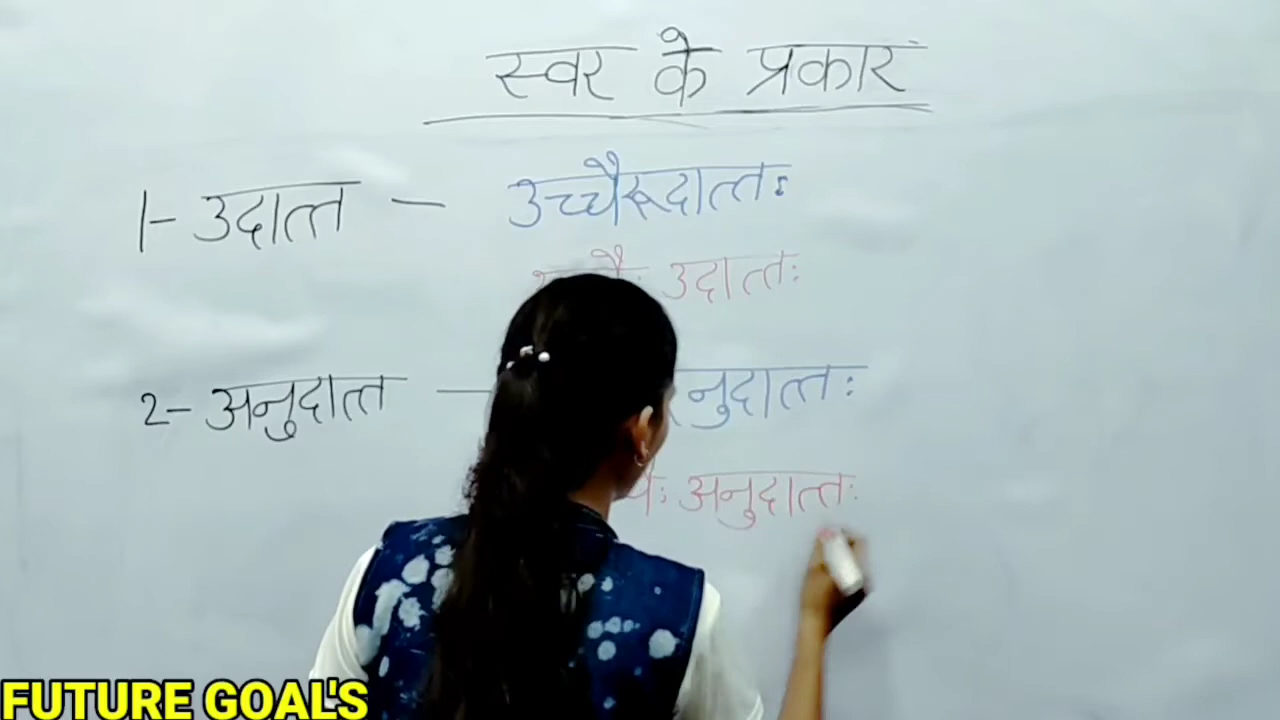 स्वर के प्रकार
1- उदात्त - उच्चैरूदात्तः
उदात्तः
2- अनुदात्त -
अनुदात्तः
FUTURE GOAL'S